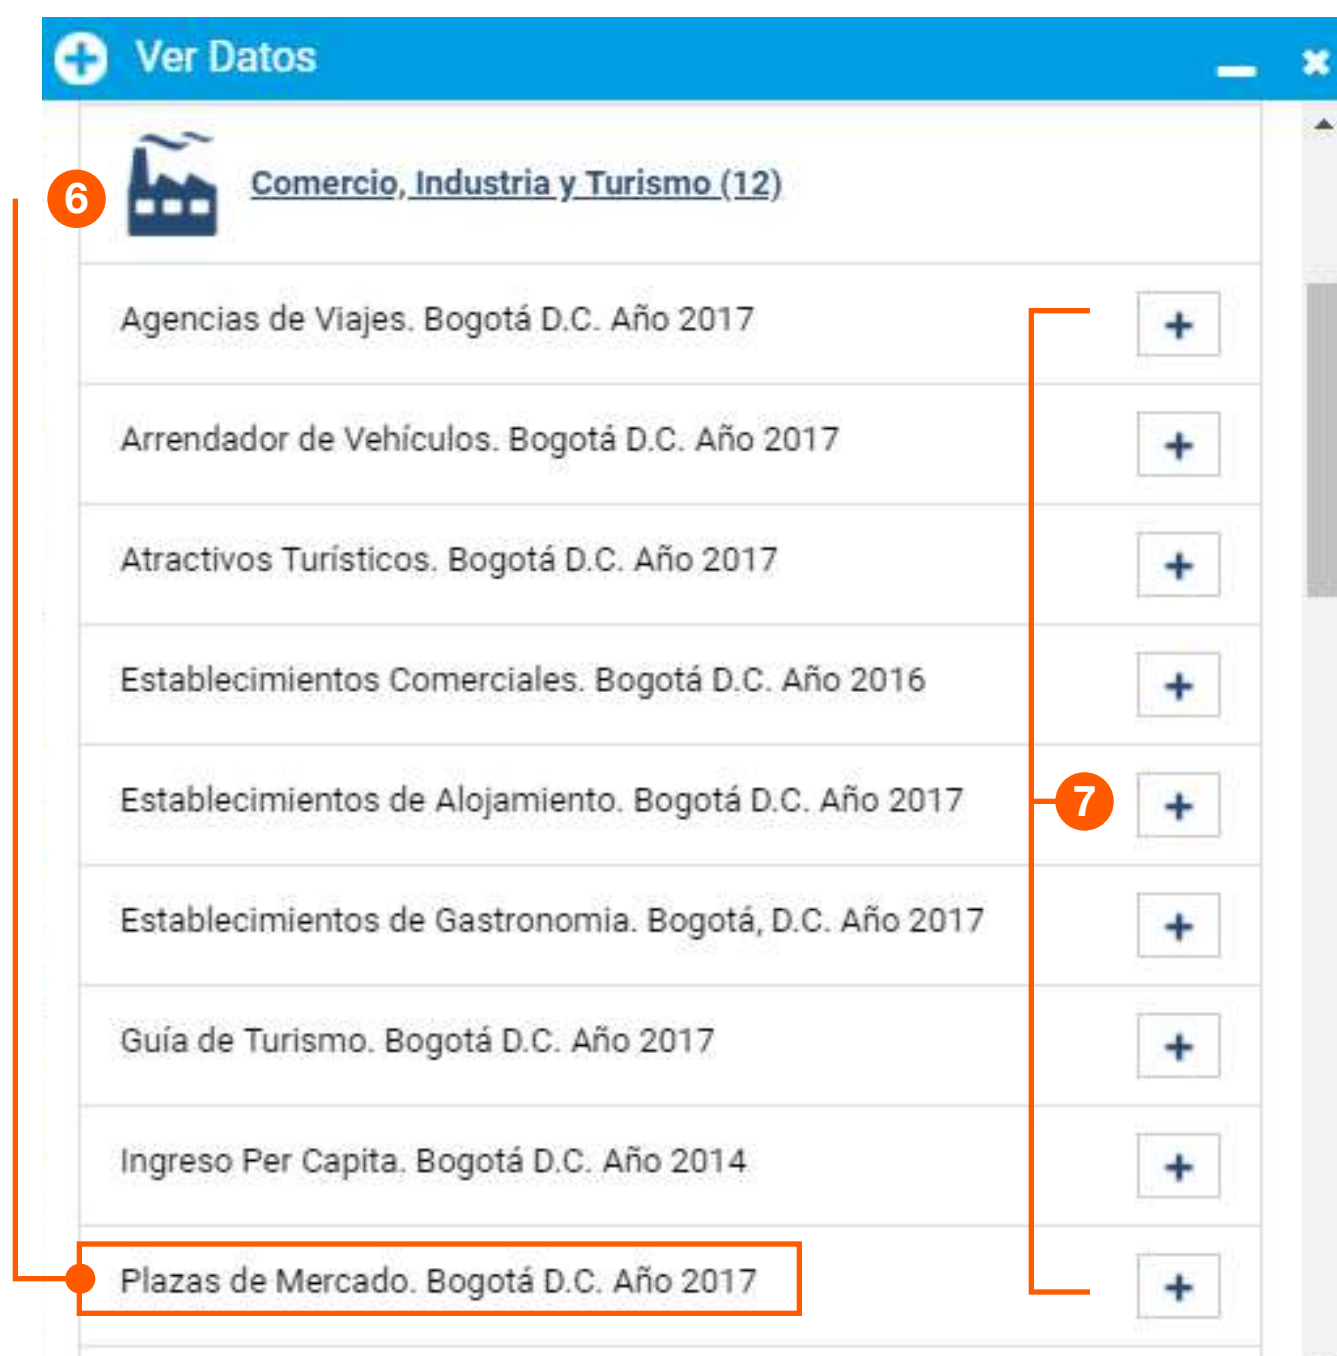 Ver Datos
6
Comercio, Industria y Turismo (12)
Agencias de Viajes. Bogotá D.C. Año 2017
Arrendador de Vehículos. Bogotá D.C. Año 2017
Atractivos Turísticos. Bogotá D.C. Año 2017
Establecimientos Comerciales. Bogotá D.C. Año 2016
Establecimientos de Alojamiento. Bogotá D.C. Año 2017
7
Establecimientos de Gastronomia. Bogotá, D.C. Año 2017
Guía de Turismo. Bogotá D.C. Año 2017
Ingreso Per Capita. Bogotá D.C. Año 2014
Plazas de Mercado. Bogotá D.C. Año 2017